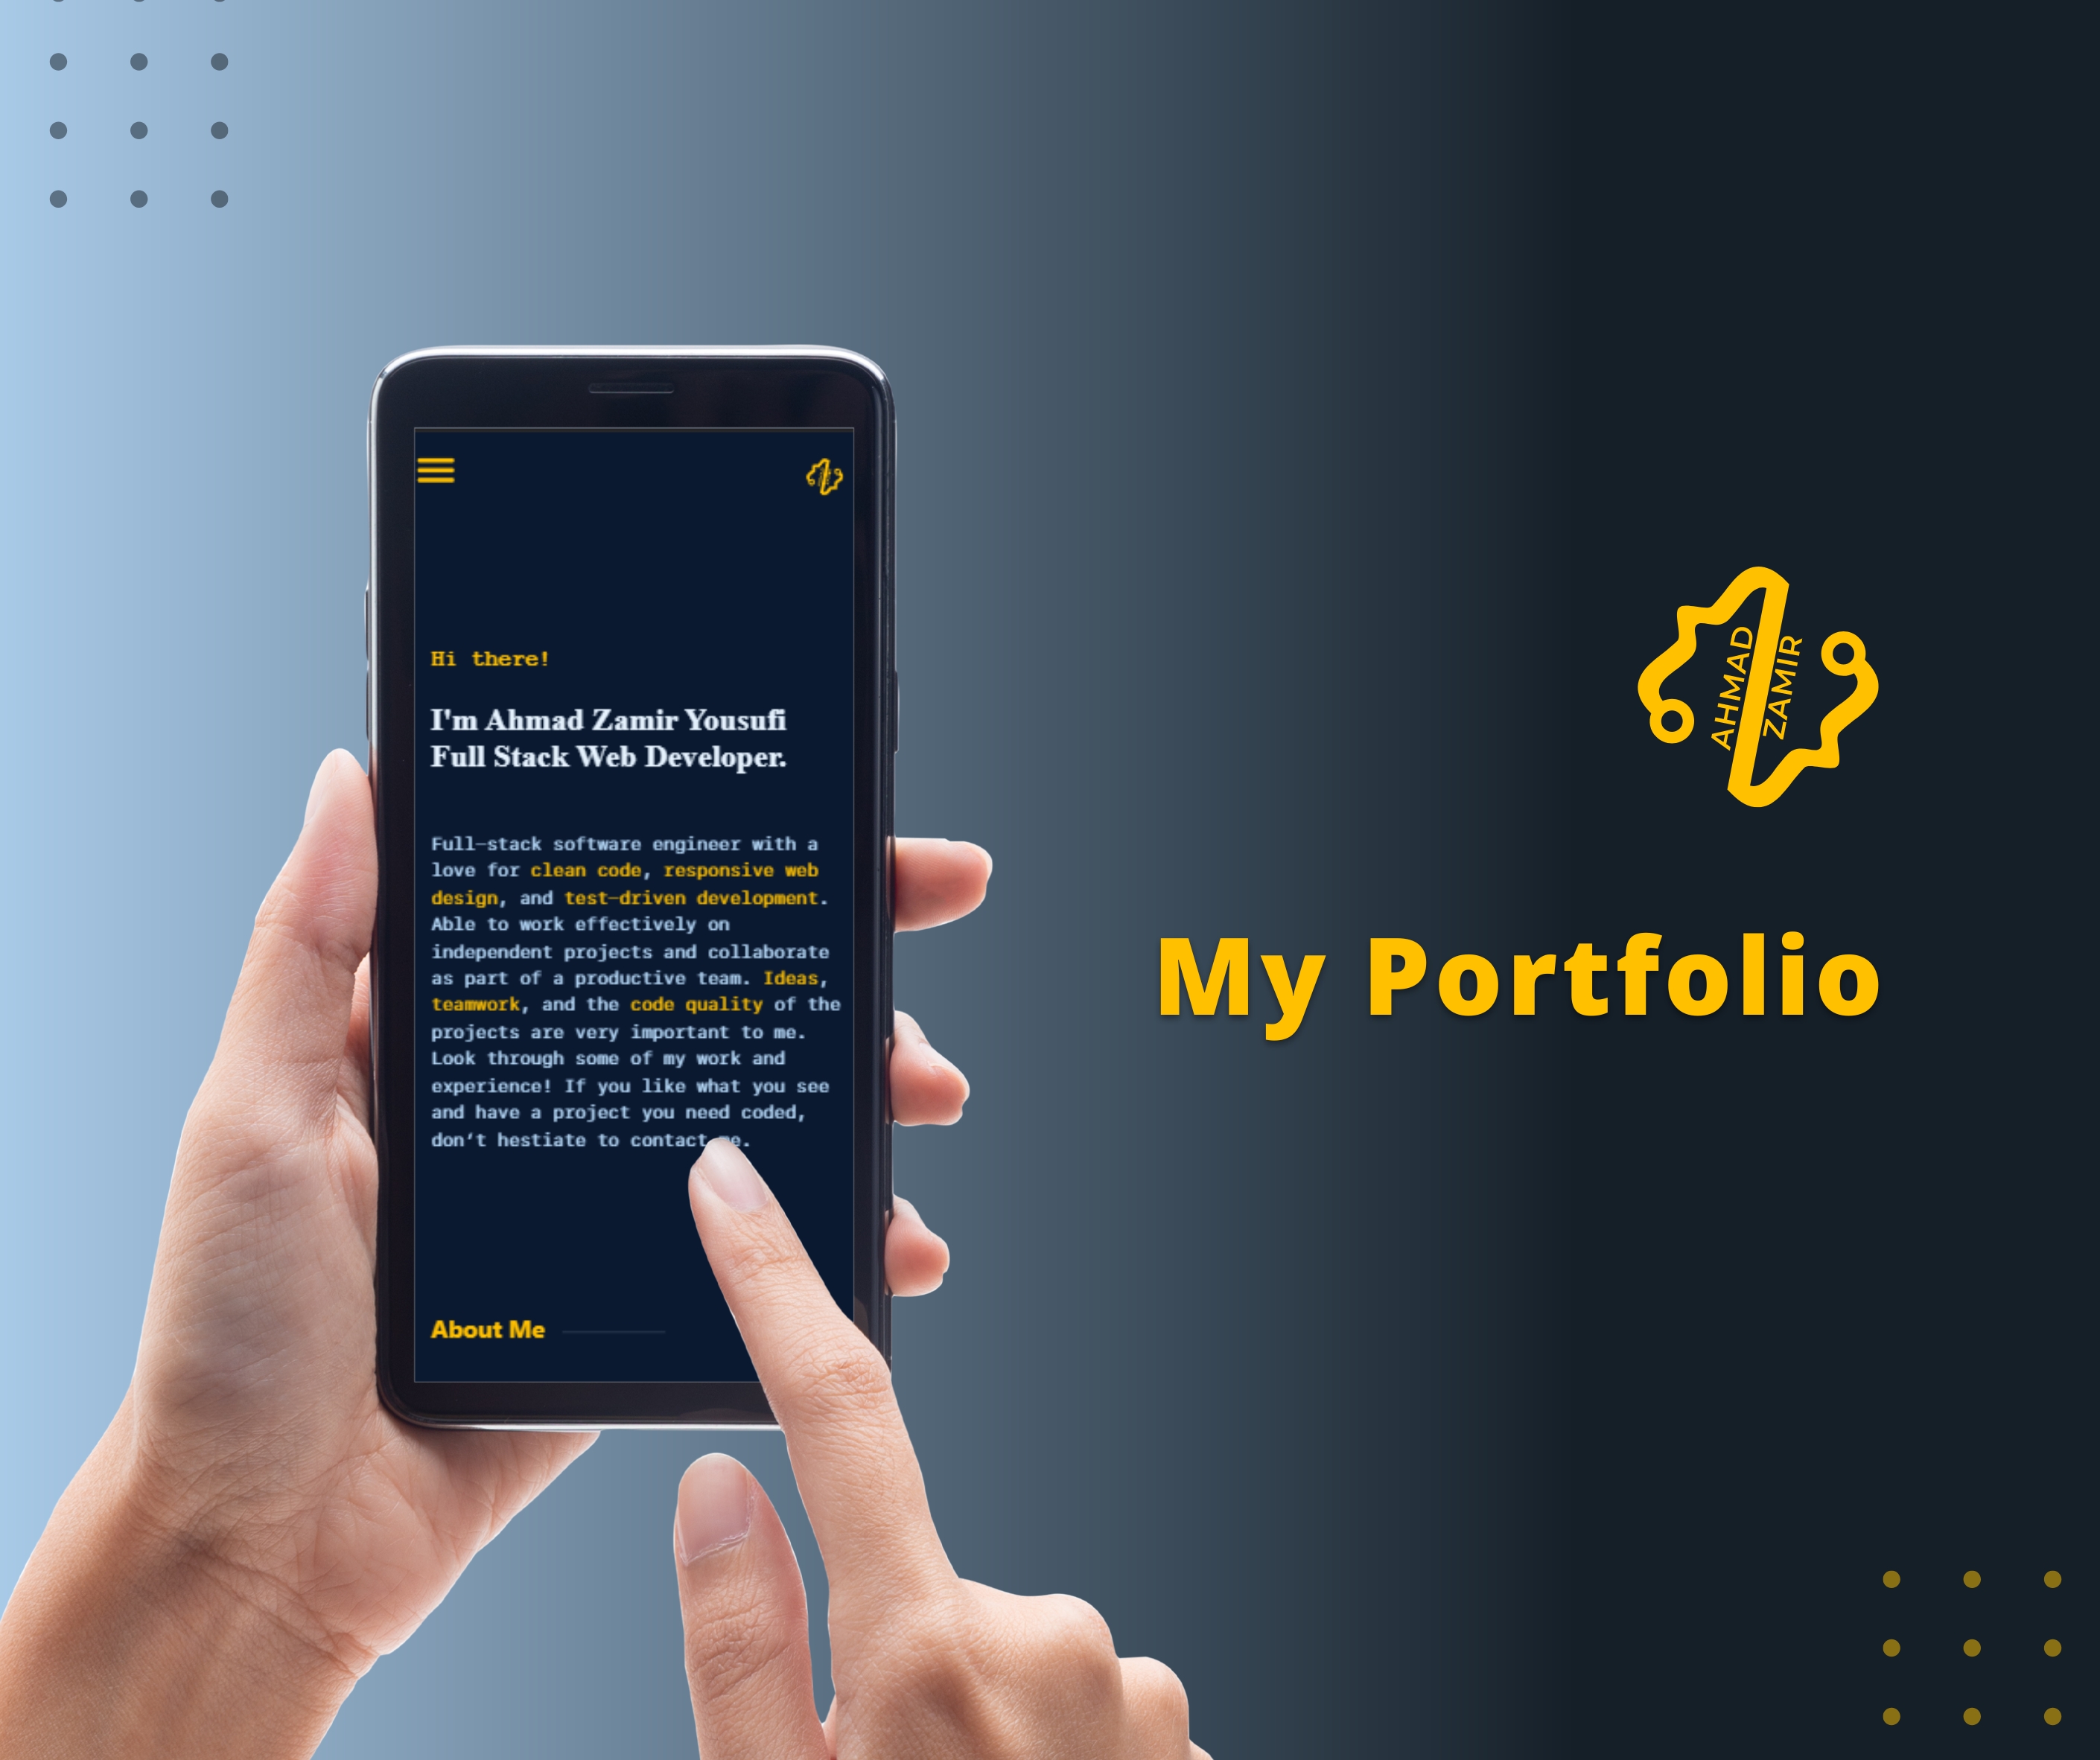 Hi there!
I'm Ahmad Zamir Yousufi
Full Stack Web Developer.
Full-stack software engineer with a
love for clean code, responsive web
design, and test-driven development.
Able to work effectively on
independent projects and collaborate
as part of a productive team. Ideas,
teamwork, and the code quality of the
projects are very important to me.
Look through some of my work and
experience! If you like what you see
and have a project you need coded,
don't hestiate to contact me.
About Me
AHMAD
ZAMIR
My Portfolio